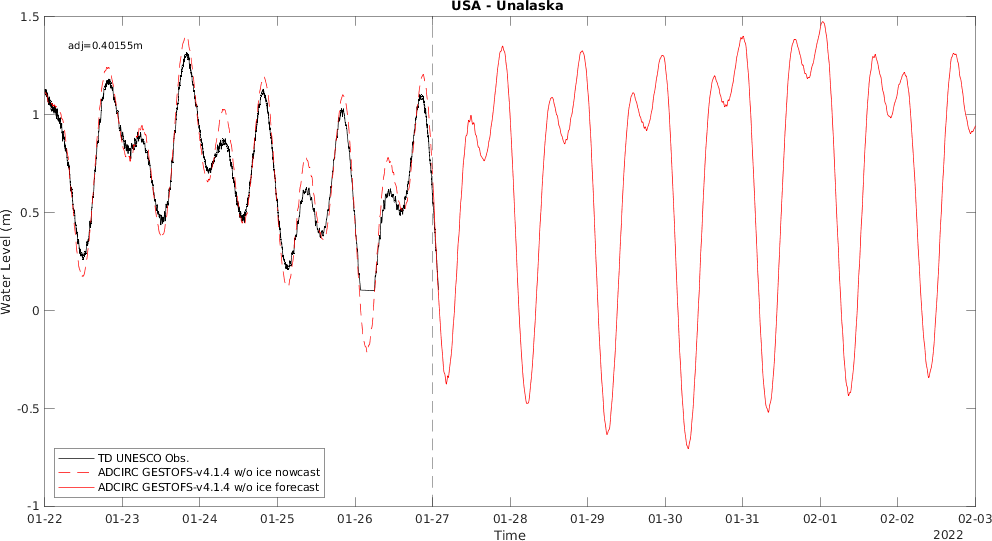 USA - Unalaska
adj=0.40155m
Water Level (m)
1.5
1
0.5
0
-0.5
-1
TD UNESCO Obs.
ADCIRC GESTOFS-v4.1.4 w/o ice nowcast
ADCIRC GESTOFS-v4.1.4 w/o ice forecast
01-22 01-23 01-24 01-25 01-26 01-27 01-28 01-29 01-30 01-31 02-01 02-02 02-03
Time
2022